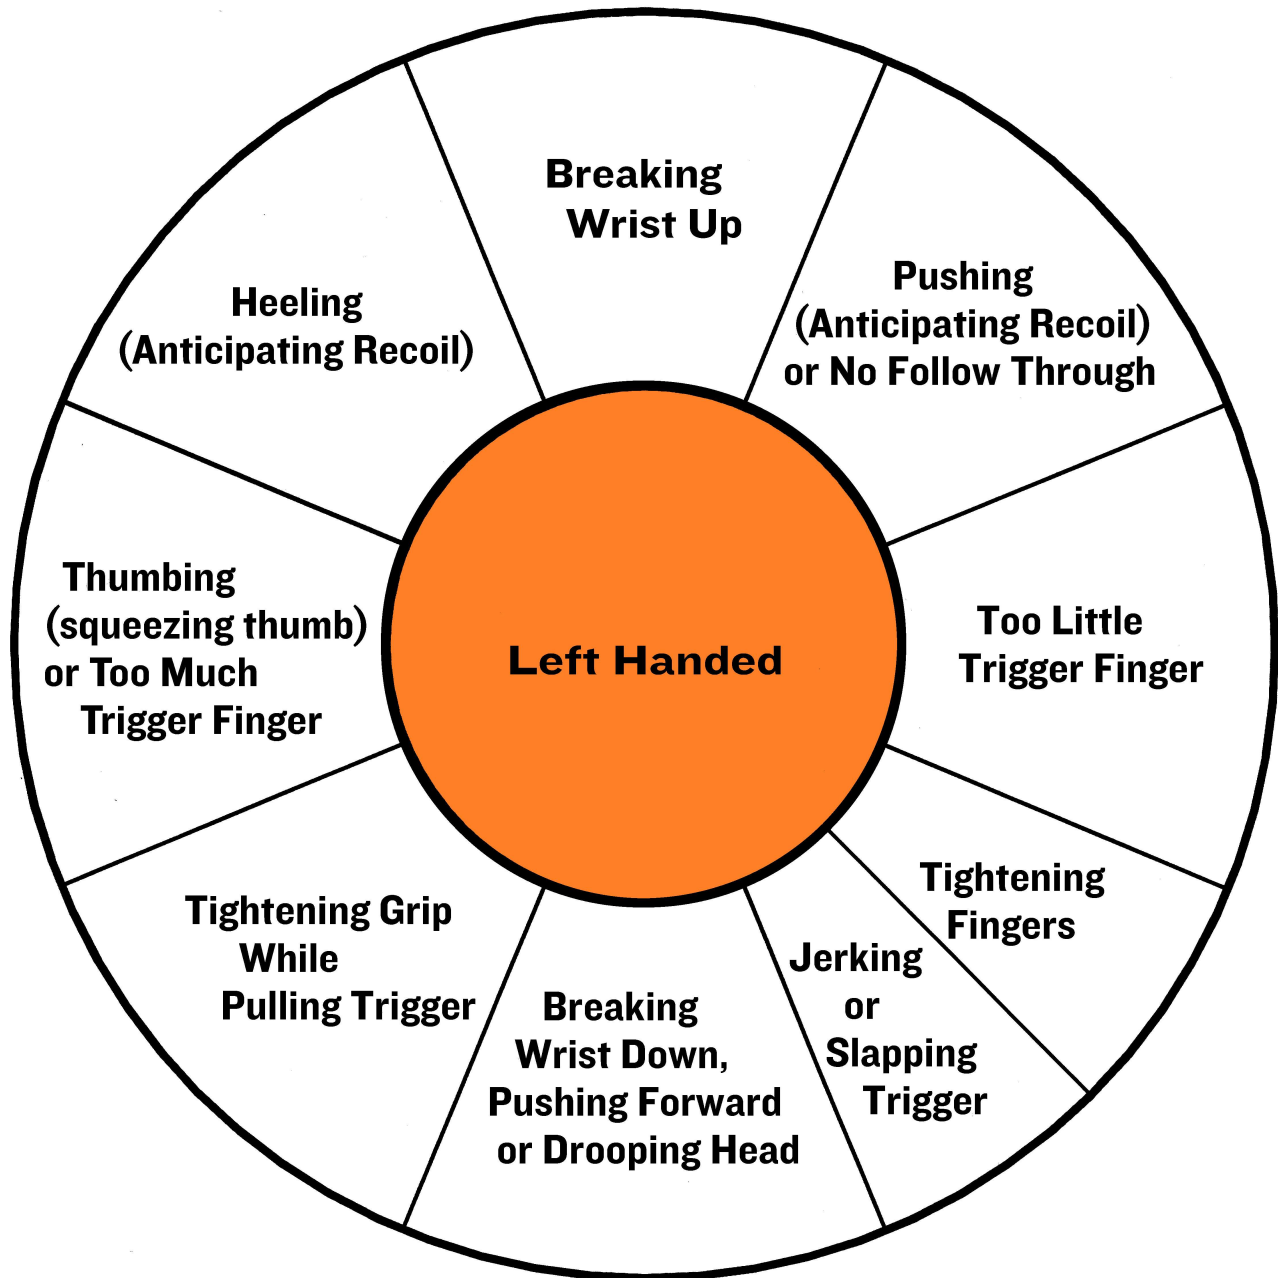 Breaking
Wrist Up
Pushing
(Anticipating Recoil)
or No Follow Through
Too Little
Trigger Finger
Tightening
Fingers
Jerking
or
Slapping
Trigger
Breaking
Wrist Down,
Pushing Forward
or Drooping Head
Tightening Grip
While
Pulling Trigger
Thumbing
(squeezing thumb)
or Too Much
Trigger Finger
Heeling
(Anticipating Recoil)
Left Handed